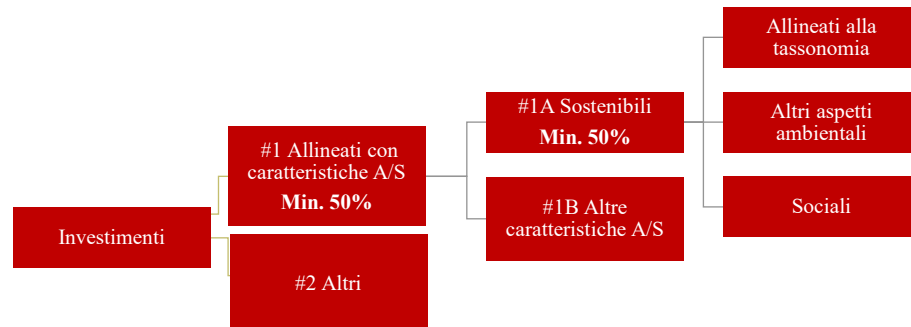 Investimenti
#1 Allineati con
caratteristiche A/S
Min. 50%
#2 Altri
#1A Sostenibili
Min. 50%
#1B Altre
caratteristiche A/S
Allineati alla
tassonomia
Altri aspetti
ambientali
Sociali